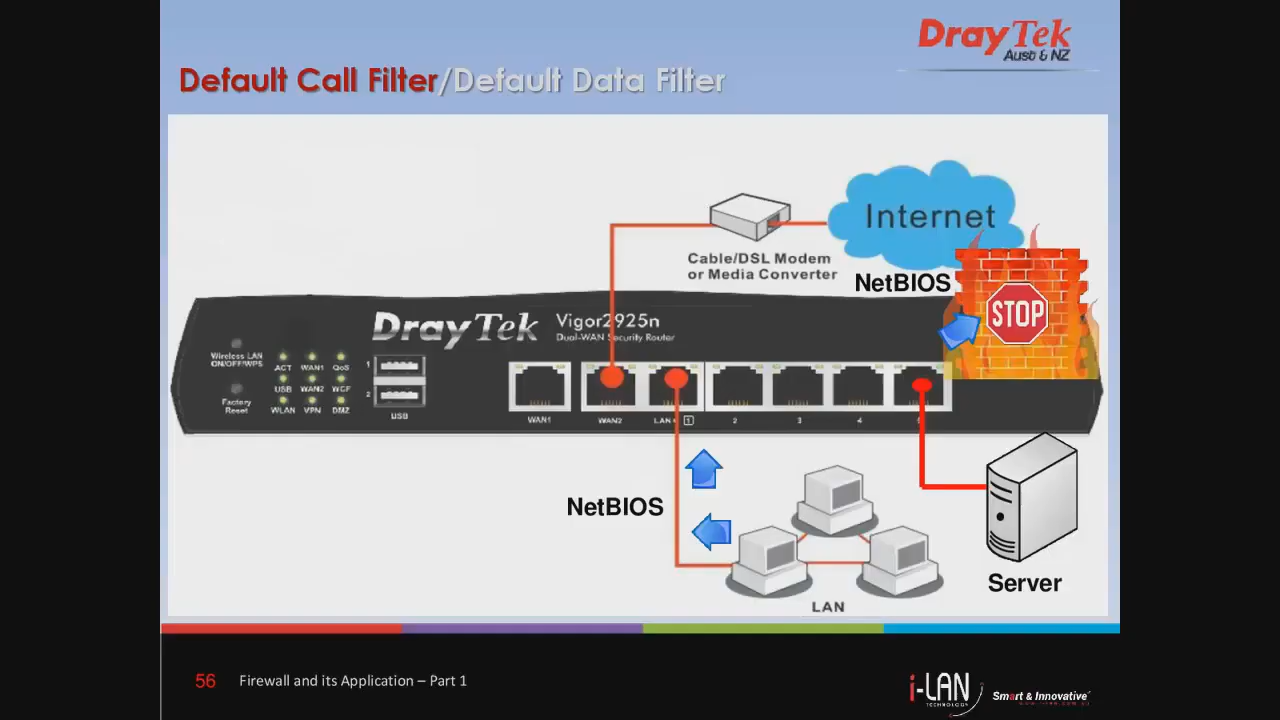 DrayTek
Aust & NZ
Default Call Filter/Default Data Filter
Internet
Cable/DSL Modem
or Media Converter
NetBIOS
STOP
DrayTek
Vigor2925n
Dual-WAN Security Router
Wireless LAN
ON/OFF/WPS
Factory
Reset
ACT WAN1 QoS
USB WAN2 WCF
WLAN VPN DMZ
1
2
USB
WAN1
WAN2
LAN
1
2
3
4
NetBIOS
LAN
Server
56
Firewall and its Application – Part 1
i-LAN
TECHNOLOGY
Smart & Innovative